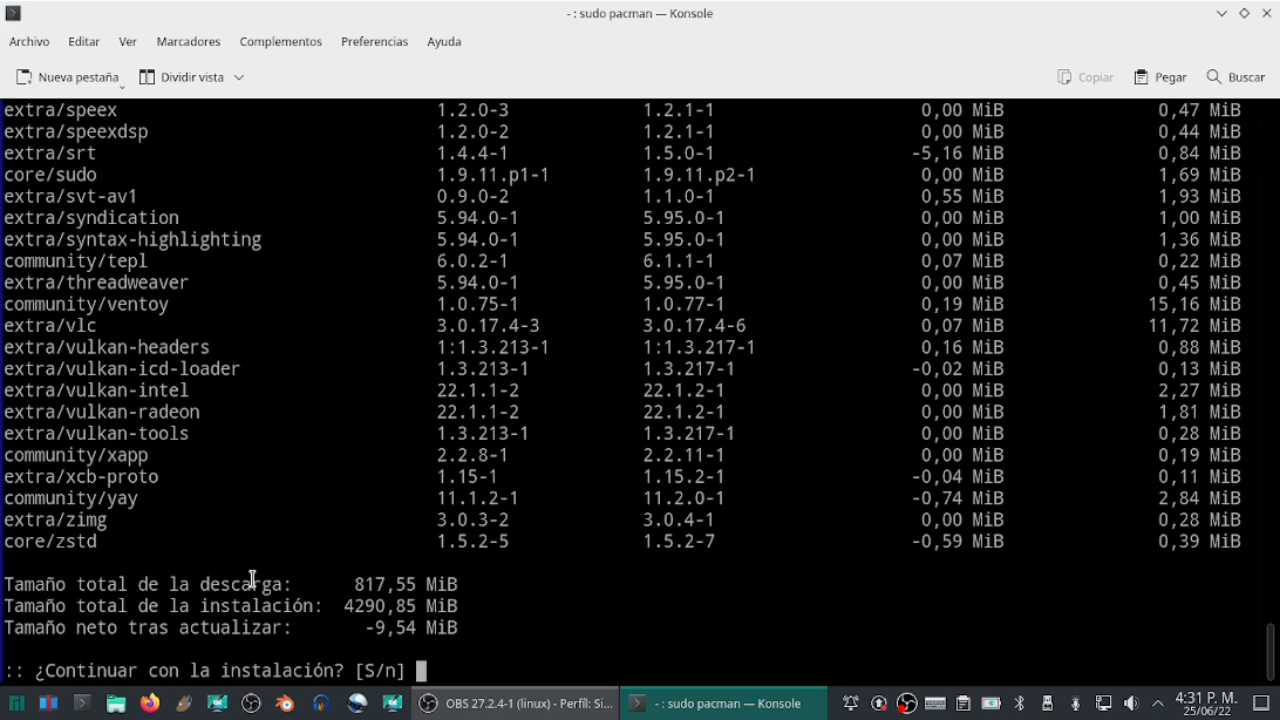 - : sudo pacman — Konsole
Archivo Editar Ver Marcadores Complementos Preferencias Ayuda
Nueva pestaña Dividir vista Copiar Pegar Buscar
extra/speex 1.2.0-3 1.2.1-1 0,00 MiB 0,47 MiB
extra/speexdsp 1.2.0-2 1.2.1-1 0,00 MiB 0,44 MiB
extra/srt 1.4.4-1 1.5.0-1 -5,16 MiB 0,84 MiB
core/sudo 1.9.11.p1-1 1.9.11.p2-1 0,00 MiB 1,69 MiB
extra/svt-av1 0.9.0-2 1.1.0-1 0,55 MiB 1,93 MiB
extra/syndication 5.94.0-1 5.95.0-1 0,00 MiB 1,00 MiB
extra/syntax-highlighting 5.94.0-1 5.95.0-1 0,00 MiB 1,36 MiB
community/tepl 6.0.2-1 6.1.1-1 0,07 MiB 0,22 MiB
extra/threadweaver 5.94.0-1 5.95.0-1 0,00 MiB 0,45 MiB
community/ventoy 1.0.75-1 1.0.77-1 0,19 MiB 15,16 MiB
extra/vlc 3.0.17.4-3 3.0.17.4-6 0,07 MiB 11,72 MiB
extra/vulkan-headers 1:1.3.213-1 1:1.3.217-1 0,16 MiB 0,88 MiB
extra/vulkan-icd-loader 1.3.213-1 1.3.217-1 -0,02 MiB 0,13 MiB
extra/vulkan-intel 22.1.1-2 22.1.2-1 0,00 MiB 2,27 MiB
extra/vulkan-radeon 22.1.1-2 22.1.2-1 0,00 MiB 1,81 MiB
extra/vulkan-tools 1.3.213-1 1.3.217-1 0,00 MiB 0,28 MiB
community/xapp 2.2.8-1 2.2.11-1 0,00 MiB 0,19 MiB
extra/xcb-proto 1.15-1 1.15.2-1 -0,04 MiB 0,11 MiB
community/yay 11.1.2-1 11.2.0-1 -0,74 MiB 2,84 MiB
extra/zimg 3.0.3-2 3.0.4-1 0,00 MiB 0,28 MiB
core/zstd 1.5.2-5 1.5.2-7 -0,59 MiB 0,39 MiB
Tamaño total de la descarga: 817,55 MiB
Tamaño total de la instalación: 4290,85 MiB
Tamaño neto tras actualizar: -9,54 MiB
:: ¿Continuar con la instalación? [S/n]
OBS 27.2.4-1 (linux) - Perfil: Si... - : sudo pacman — Konsole 4:31 P. M.
25/06/22